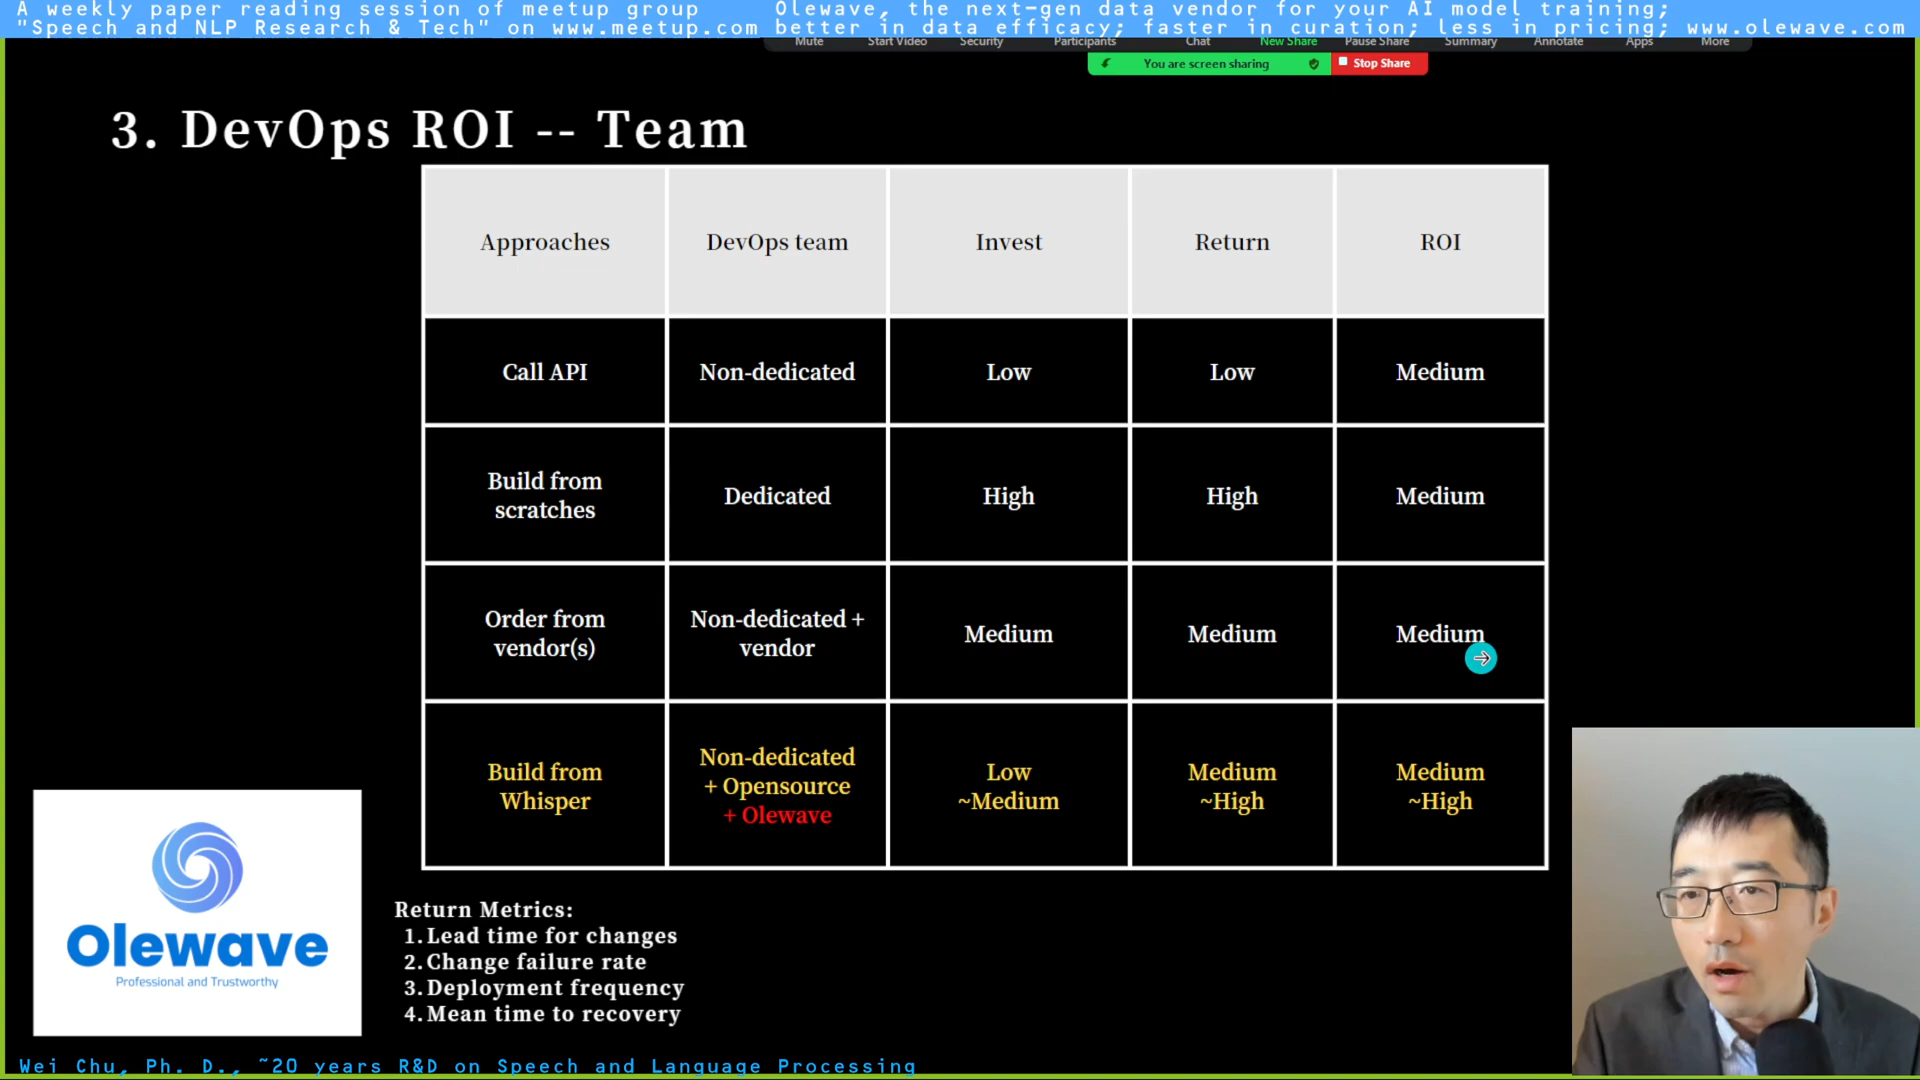 A weekly paper reading session of meetup group
"Speech and NLP Research & Tech" on www.meetup.com
Olewave, the next-gen data vendor for your AI model training;
better in data efficacy; faster in curation; less in pricing; www.olewave.com
Mute Start Video Security Participants Chat New Share Pause Share Summary Annotate Apps More
You are screen sharing Stop Share
3. DevOps ROI -- Team
Approaches DevOps team Invest Return ROI
Call API Non-dedicated Low Low Medium
Build from
scratches
Dedicated High High Medium
Order from
vendor(s)
Non-dedicated +
vendor
Medium Medium Medium
Build from
Whisper
Non-dedicated
+ Opensource
+ Olewave
Low
~Medium
Medium
~High
Medium
~High
Olewave
Professional and Trustworthy
Return Metrics:
1. Lead time for changes
2. Change failure rate
3. Deployment frequency
4. Mean time to recovery
Wei Chu, Ph. D., ~20 years R&D on Speech and Language Processing